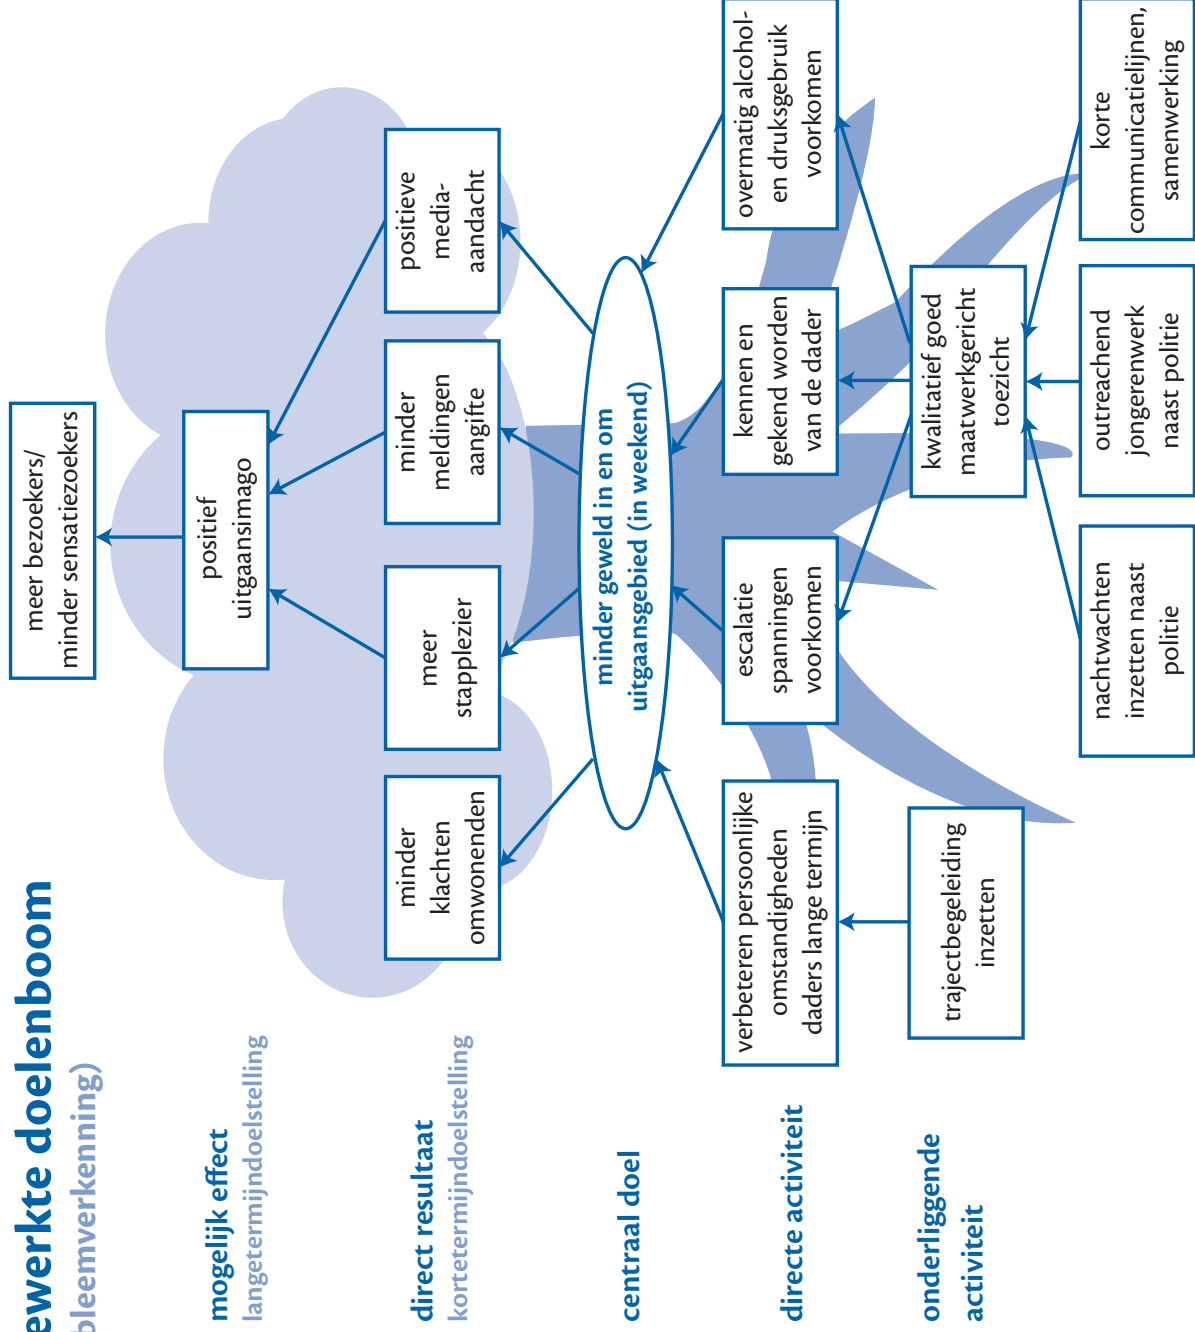 ewerkte doelenboom
bleemverkenning)
meer bezoekers/
minder sensatiezoekers
mogelijk effect
langetermijndoelstelling
positief
uitgaansimago
direct resultaat
kortetermijndoelstelling
minder
klachten
omwonenden
meer
stapplezier
minder
meldingen
aangifte
positieve
media-
aandacht
centraal doel
minder geweld in en om
uitgaansgebied (in weekend)
directe activiteit
verbeteren persoonlijke
omstandigheden
daders lange termijn
escalatie
spanningen
voorkomen
kennen en
gekend worden
van de dader
overmatig alcohol-
en druksgebruik
voorkomen
onderliggende
activiteit
trajectbegeleiding
inzetten
kwalitatief goed
maatwerkgericht
toezicht
nachtwachten
inzetten naast
politie
outreachend
jongerenwerk
naast politie
korte
communicatielijnen,
samenwerking